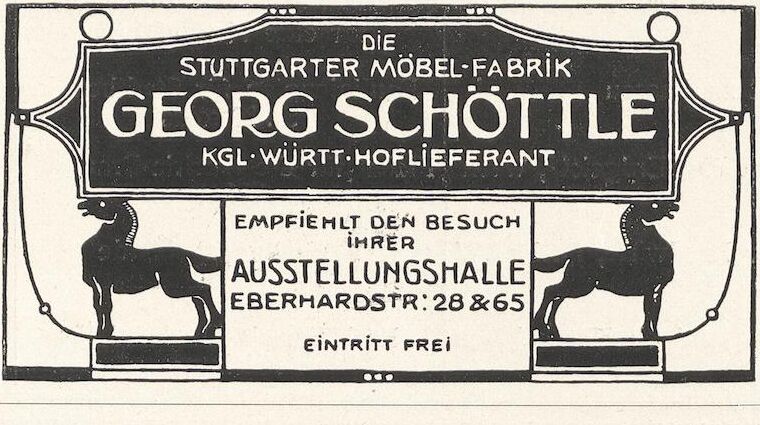 DIE
STUTTGARTER MÖBEL-FABRIK
GEORG SCHÖTTLE
KGL·WÜRTT·HOFLIEFERANT
EMPFIEHLT DEN BESUCH
IHRER
AUSSTELLUNGSHALLE
EBERHARDSTR: 28 & 65
EINTRITT FREI